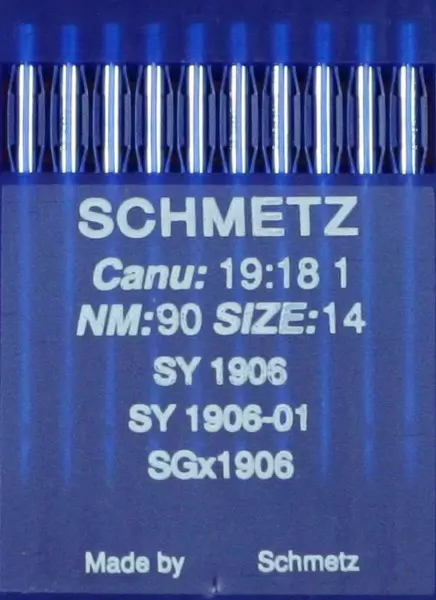 SCHMETZ
Canu: 19:18 1
NM:90 SIZE:14
SY 1906
SY 1906-01
SGx1906
Made by Schmetz